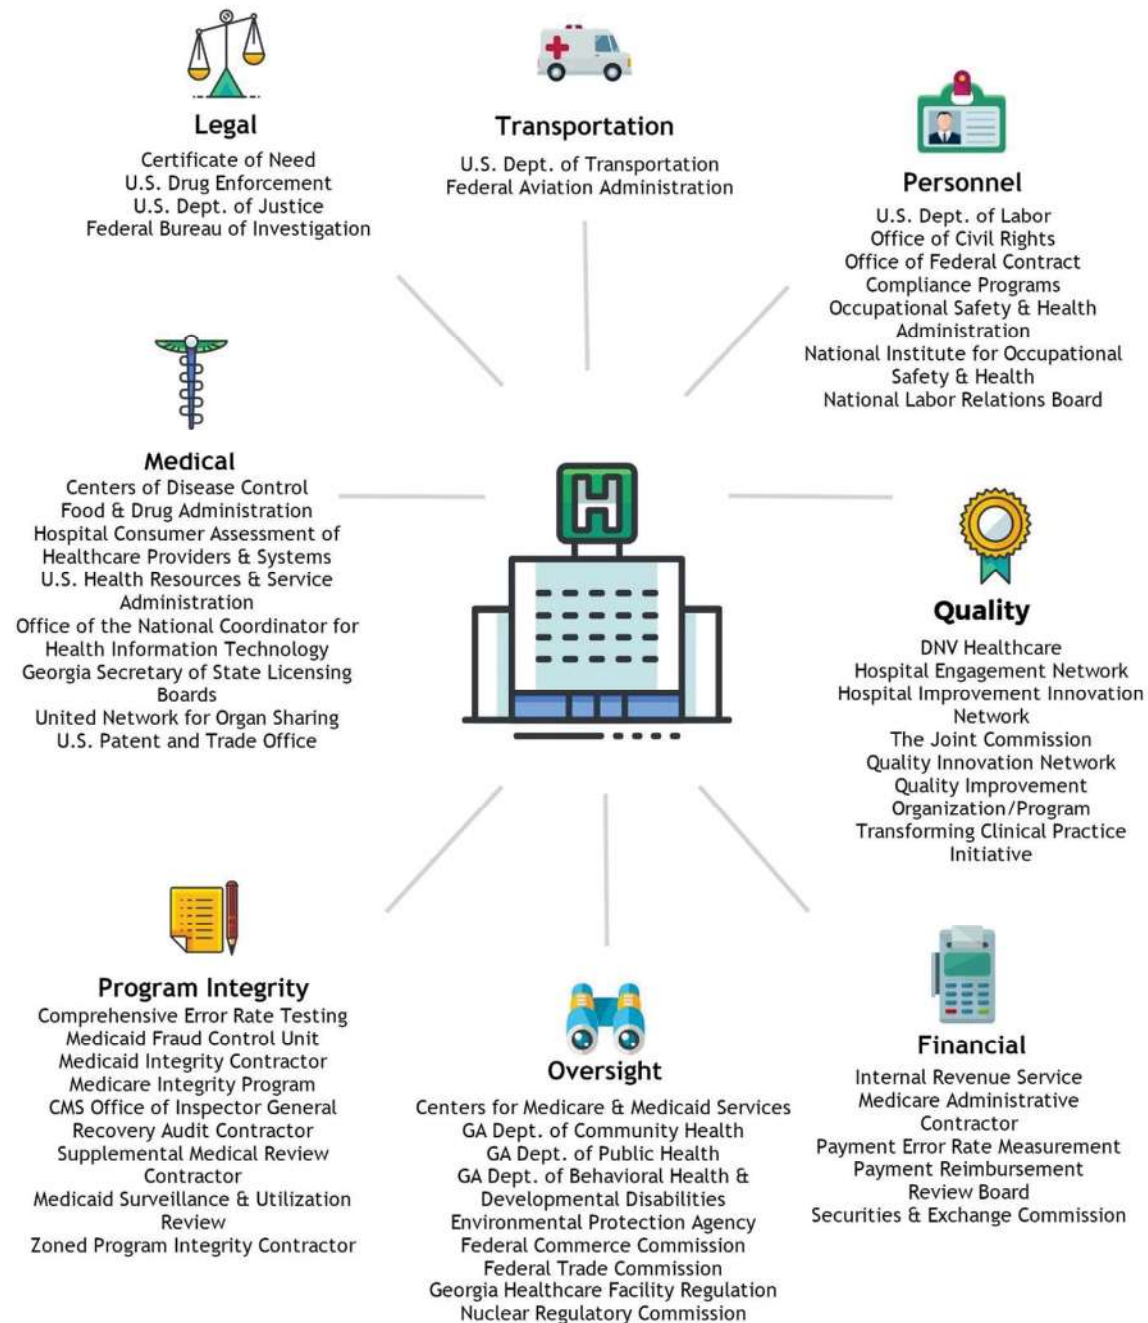 Legal
Certificate of Need
U.S. Drug Enforcement
U.S. Dept. of Justice
Federal Bureau of Investigation
Transportation
U.S. Dept. of Transportation
Federal Aviation Administration
Personnel
U.S. Dept. of Labor
Office of Civil Rights
Office of Federal Contract
Compliance Programs
Occupational Safety & Health
Administration
National Institute for Occupational
Safety & Health
National Labor Relations Board
Medical
Centers of Disease Control
Food & Drug Administration
Hospital Consumer Assessment of
Healthcare Providers & Systems
U.S. Health Resources & Service
Administration
Office of the National Coordinator for
Health Information Technology
Georgia Secretary of State Licensing
Boards
United Network for Organ Sharing
U.S. Patent and Trade Office
H
Quality
DNV Healthcare
Hospital Engagement Network
Hospital Improvement Innovation
Network
The Joint Commission
Quality Innovation Network
Quality Improvement
Organization/Program
Transforming Clinical Practice
Initiative
Program Integrity
Comprehensive Error Rate Testing
Medicaid Fraud Control Unit
Medicaid Integrity Contractor
Medicare Integrity Program
CMS Office of Inspector General
Recovery Audit Contractor
Supplemental Medical Review
Contractor
Medicaid Surveillance & Utilization
Review
Zoned Program Integrity Contractor
Oversight
Centers for Medicare & Medicaid Services
GA Dept. of Community Health
GA Dept. of Public Health
GA Dept. of Behavioral Health &
Developmental Disabilities
Environmental Protection Agency
Federal Commerce Commission
Federal Trade Commission
Georgia Healthcare Facility Regulation
Nuclear Regulatory Commission
Financial
Internal Revenue Service
Medicare Administrative
Contractor
Payment Error Rate Measurement
Payment Reimbursement
Review Board
Securities & Exchange Commission